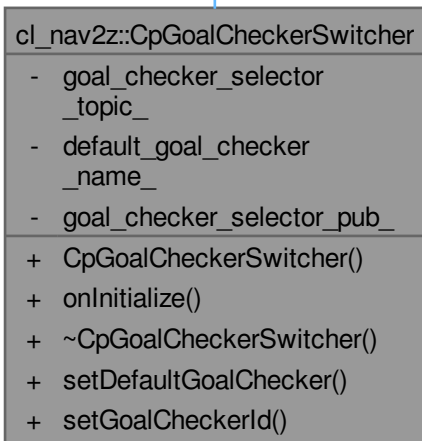 cl_nav2z::CpGoalCheckerSwitcher
- goal_checker_selector
_topic_
- default_goal_checker
_name_
- goal_checker_selector_pub_
+ CpGoalCheckerSwitcher()
+ onInitialize()
+ ~CpGoalCheckerSwitcher()
+ setDefaultGoalChecker()
+ setGoalCheckerId()